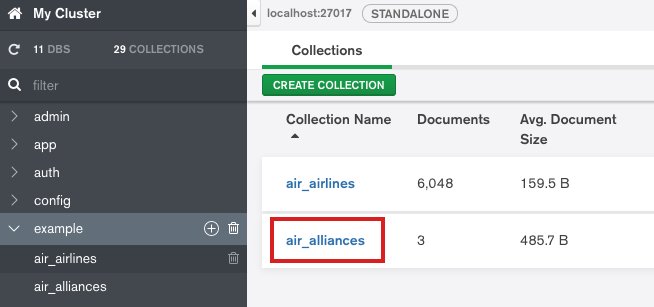 My Cluster
localhost:27017 STANDALONE
11 DBS 29 COLLECTIONS
Collections
filter
CREATE COLLECTION
admin
app
auth
config
example
air_airlines
air_alliances
Collection Name Documents Avg. Document
Size
air_airlines 6,048 159.5 B
air_alliances 3 485.7 B